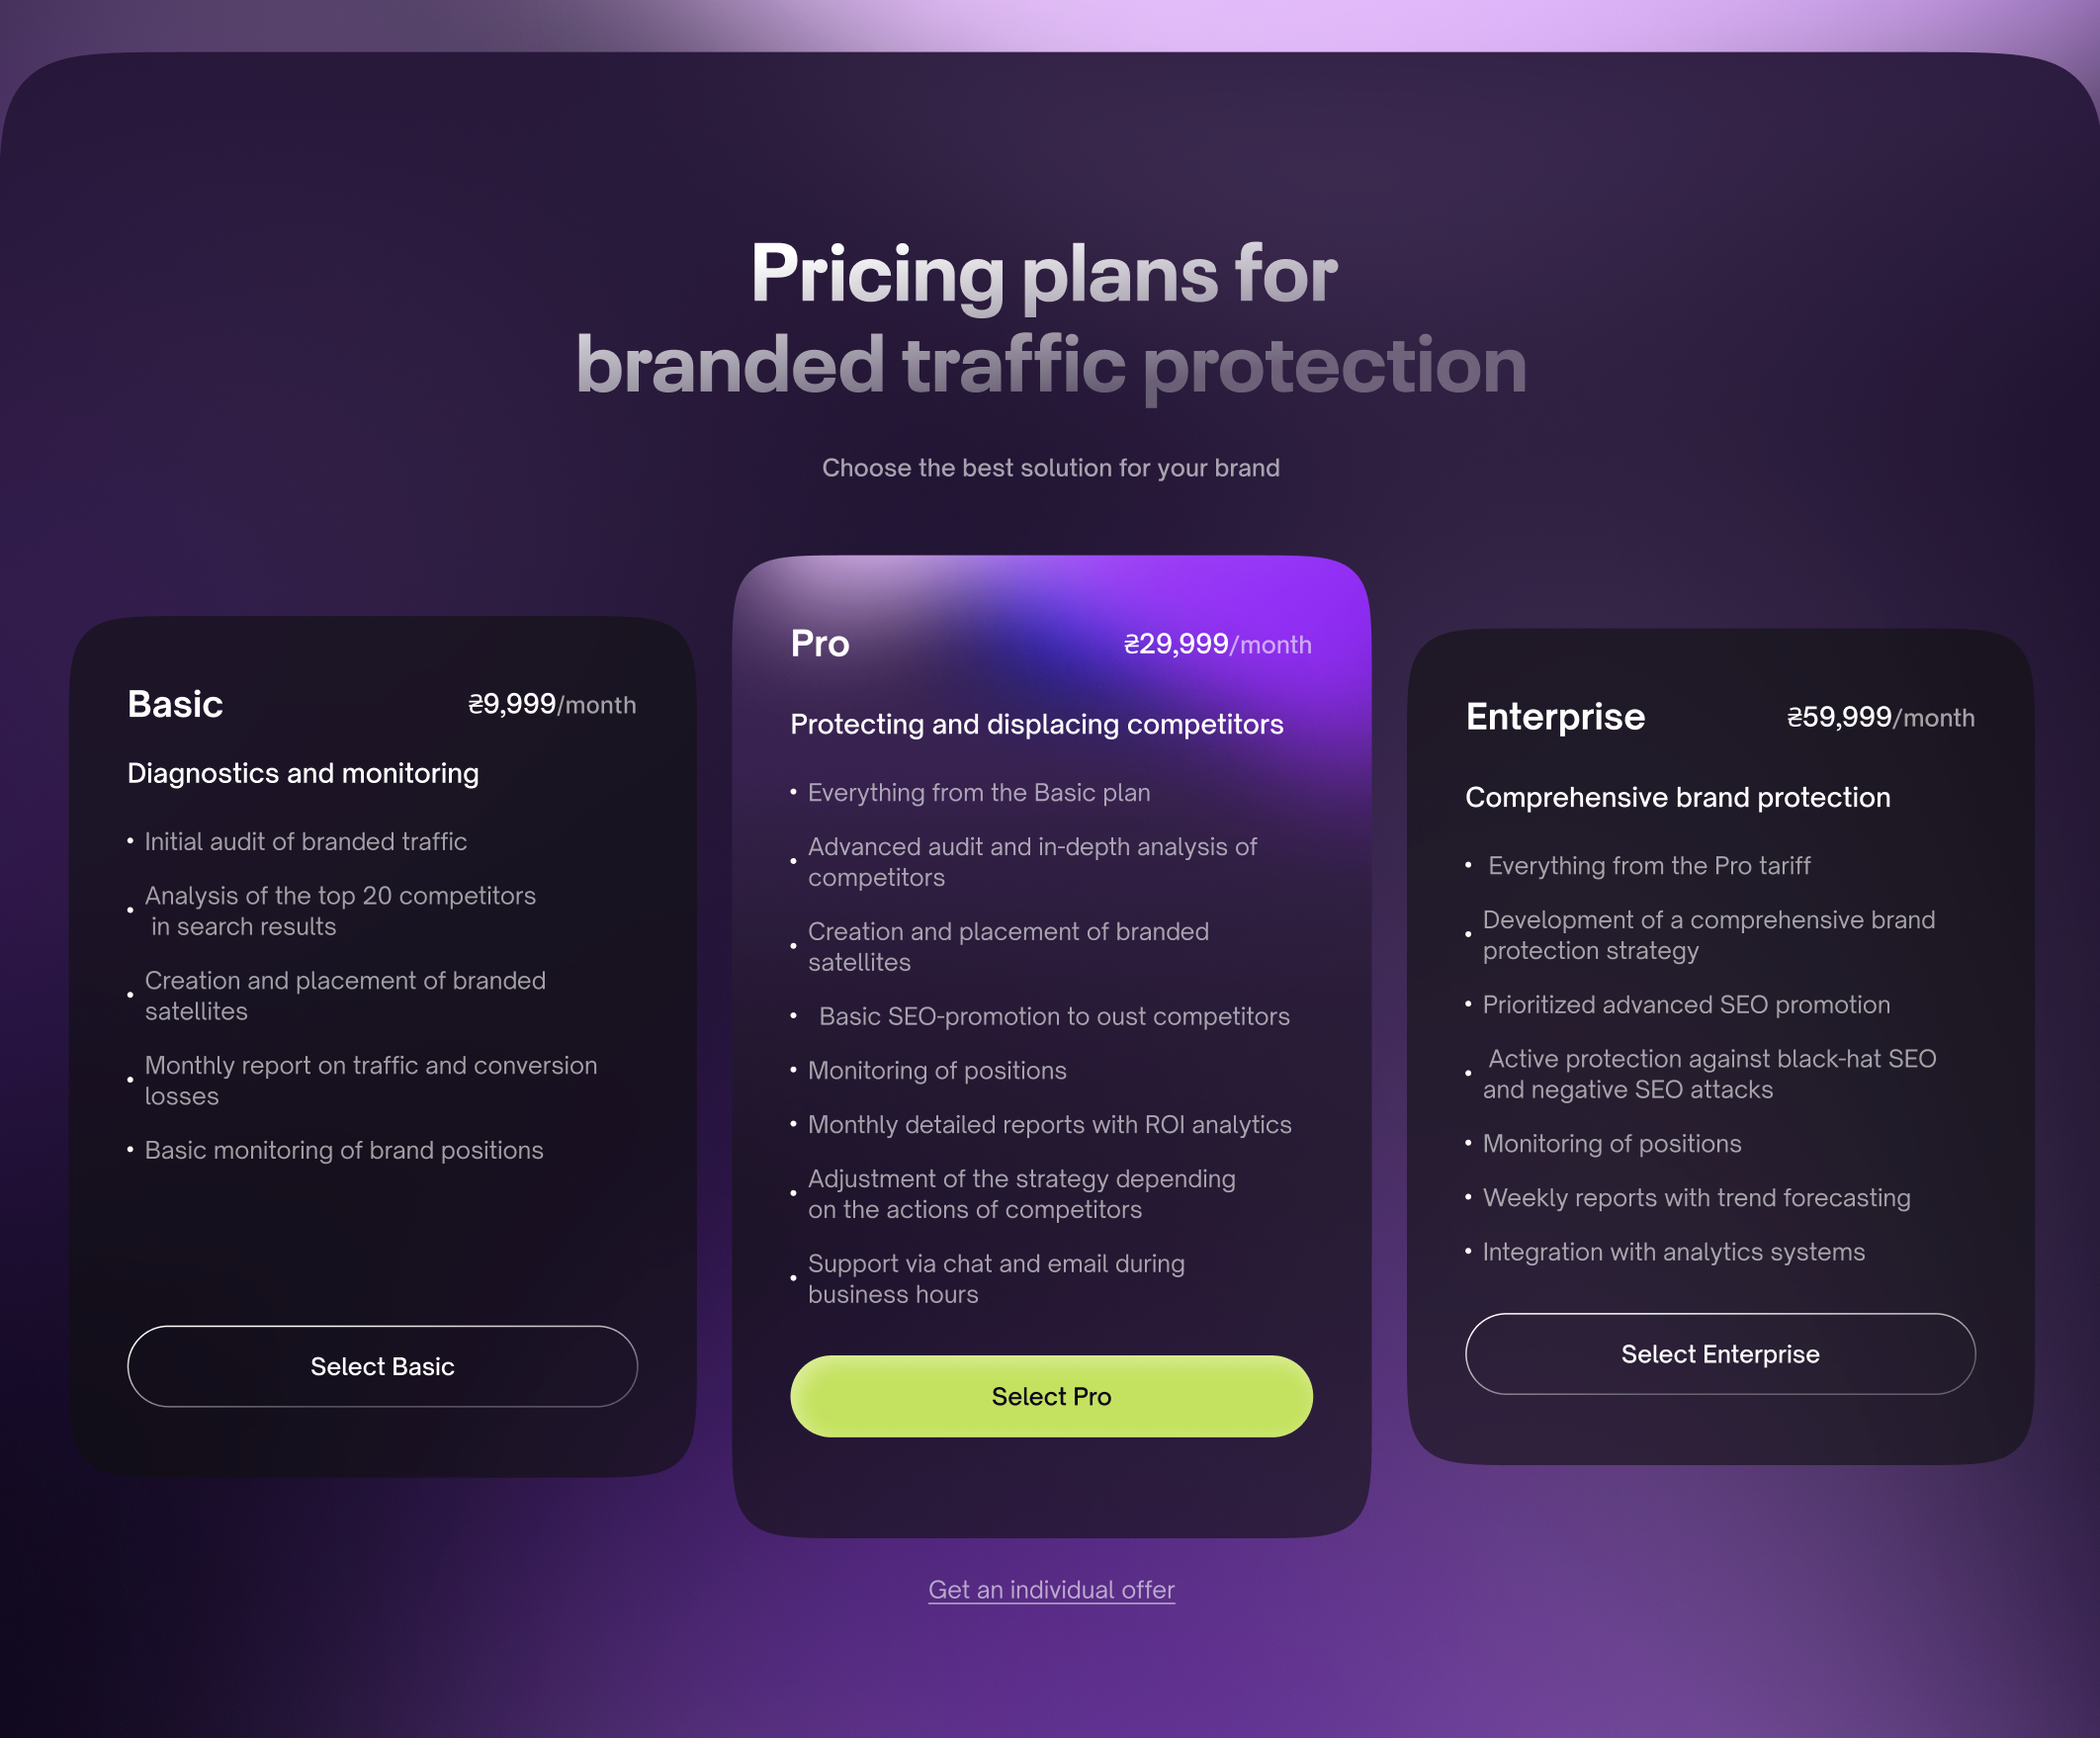 Pricing plans for
branded traffic protection
Choose the best solution for your brand
Basic
₴9,999/month
Diagnostics and monitoring
• Initial audit of branded traffic
• Analysis of the top 20 competitors
in search results
• Creation and placement of branded
satellites
• Monthly report on traffic and conversion
losses
• Basic monitoring of brand positions
Select Basic
Pro
₴29,999/month
Protecting and displacing competitors
• Everything from the Basic plan
• Advanced audit and in-depth analysis of
competitors
• Creation and placement of branded
satellites
• Basic SEO-promotion to oust competitors
• Monitoring of positions
• Monthly detailed reports with ROI analytics
• Adjustment of the strategy depending
on the actions of competitors
• Support via chat and email during
business hours
Select Pro
Enterprise
₴59,999/month
Comprehensive brand protection
• Everything from the Pro tariff
• Development of a comprehensive brand
protection strategy
• Prioritized advanced SEO promotion
• Active protection against black-hat SEO
and negative SEO attacks
• Monitoring of positions
• Weekly reports with trend forecasting
• Integration with analytics systems
Select Enterprise
Get an individual offer